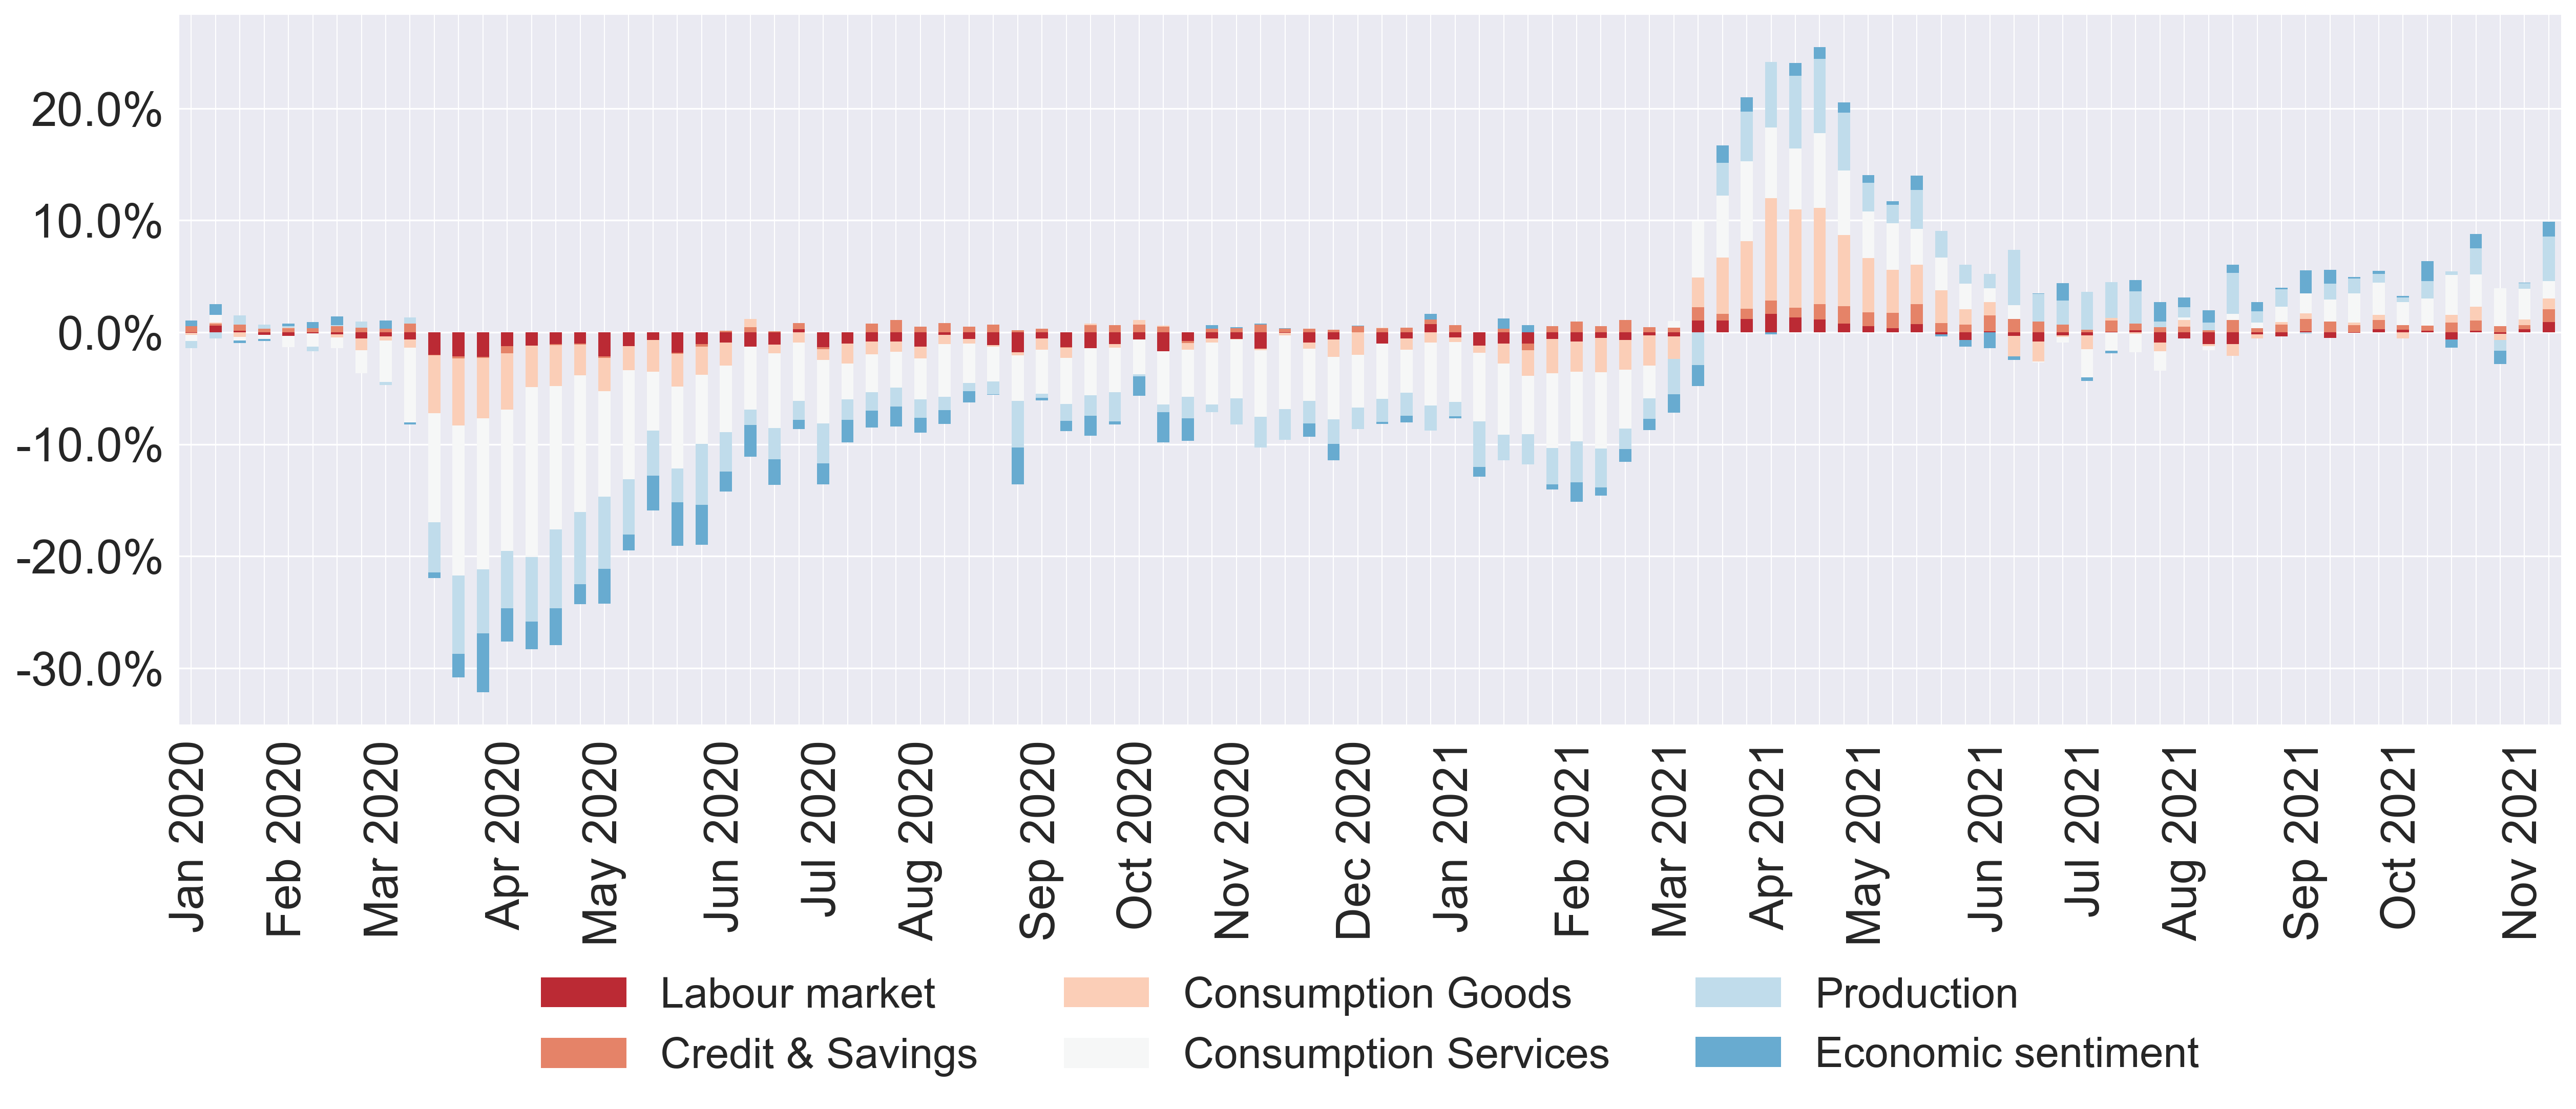 20.0%
10.0%
0.0%
-10.0%
-20.0%
-30.0%
Jan 2020
Feb 2020
Mar 2020
Apr 2020
May 2020
Jun 2020
Jul 2020
Aug 2020
Sep 2020
Oct 2020
Nov 2020
Dec 2020
Jan 2021
Feb 2021
Mar 2021
Apr 2021
May 2021
Jun 2021
Jul 2021
Aug 2021
Sep 2021
Oct 2021
Nov 2021
Labour market
Credit & Savings
Consumption Goods
Consumption Services
Production
Economic sentiment